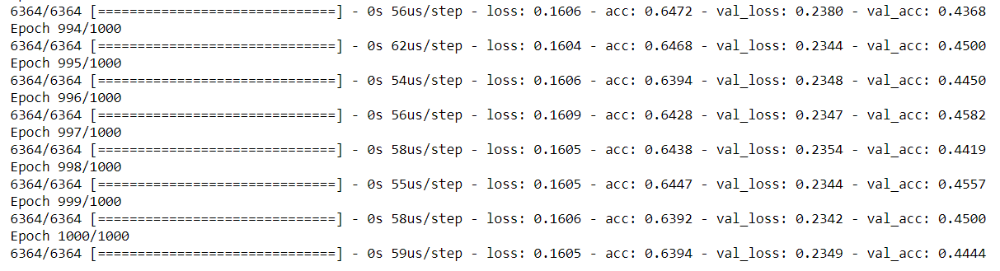 6364/6364 [==============================] - 0s 56us/step - loss: 0.1606 - acc: 0.6472 - val_loss: 0.2380 - val_acc: 0.4368
Epoch 994/1000
6364/6364 [==============================] - 0s 62us/step - loss: 0.1604 - acc: 0.6468 - val_loss: 0.2344 - val_acc: 0.4500
Epoch 995/1000
6364/6364 [==============================] - 0s 54us/step - loss: 0.1606 - acc: 0.6394 - val_loss: 0.2348 - val_acc: 0.4450
Epoch 996/1000
6364/6364 [==============================] - 0s 56us/step - loss: 0.1609 - acc: 0.6428 - val_loss: 0.2347 - val_acc: 0.4582
Epoch 997/1000
6364/6364 [==============================] - 0s 58us/step - loss: 0.1605 - acc: 0.6438 - val_loss: 0.2354 - val_acc: 0.4419
Epoch 998/1000
6364/6364 [==============================] - 0s 55us/step - loss: 0.1605 - acc: 0.6447 - val_loss: 0.2344 - val_acc: 0.4557
Epoch 999/1000
6364/6364 [==============================] - 0s 58us/step - loss: 0.1606 - acc: 0.6392 - val_loss: 0.2342 - val_acc: 0.4500
Epoch 1000/1000
6364/6364 [==============================] - 0s 59us/step - loss: 0.1605 - acc: 0.6394 - val_loss: 0.2349 - val_acc: 0.4444